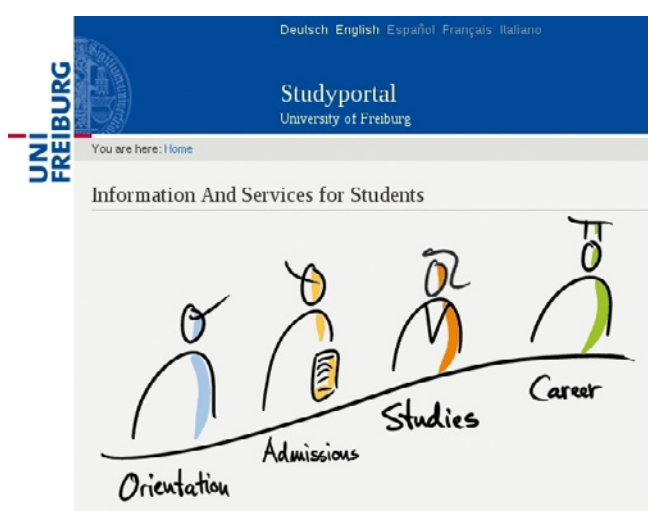 Deutsch English Español Français Italiano
UNI
FREIBURG
Studyportal
University of Freiburg
You are here: Home
Information And Services for Students
Orientation
Admissions
Studies
Career